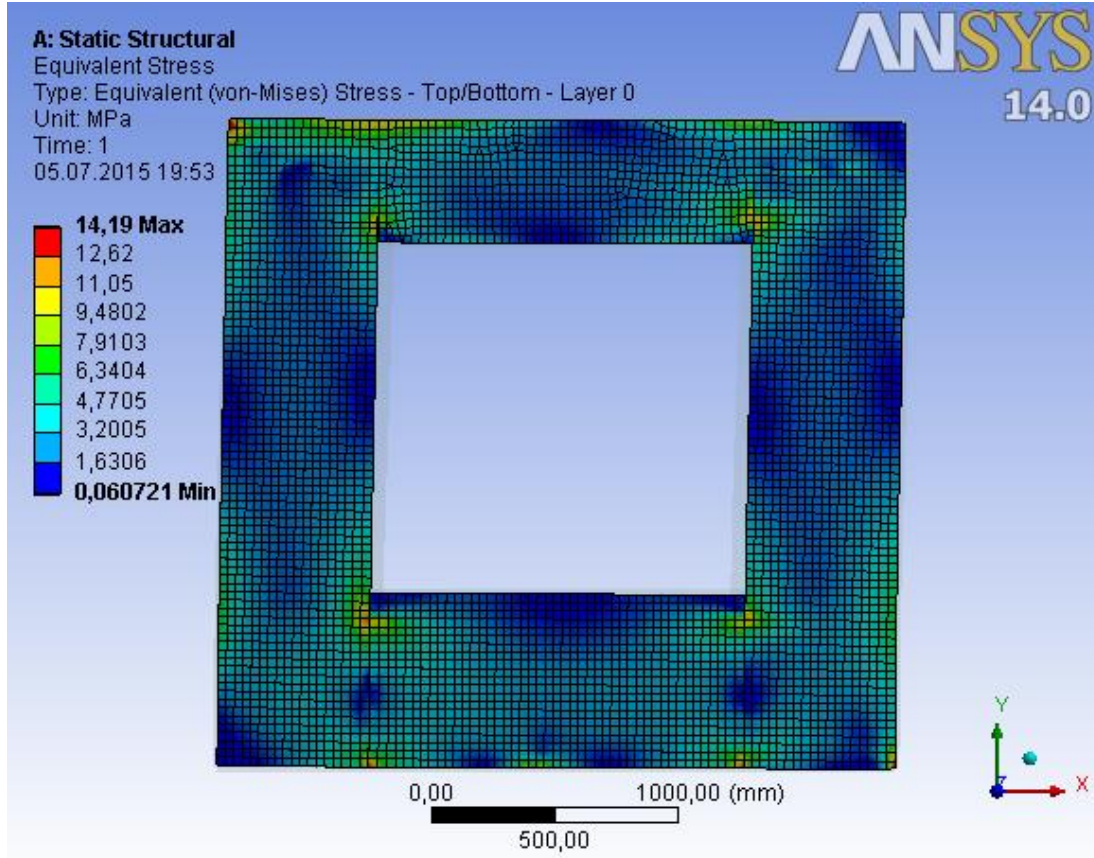 A: Static Structural
Equivalent Stress
Type: Equivalent (von-Mises) Stress - Top/Bottom - Layer 0
Unit: MPa
Time: 1
05.07.2015 19:53
ANSYS
14.0
14,19 Max
12,62
11,05
9,4802
7,9103
6,3404
4,7705
3,2005
1,6306
0,060721 Min
0,00
1000,00 (mm)
500,00
Y
Z
X